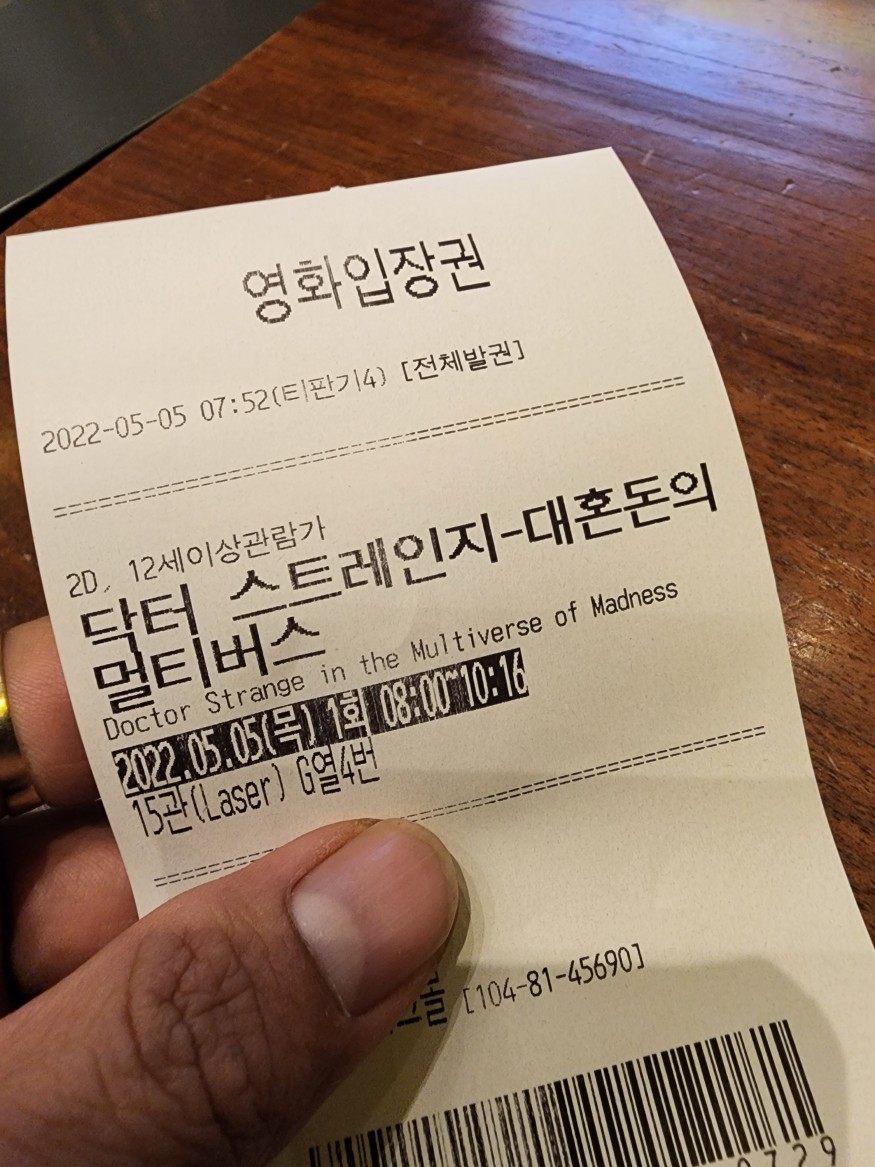 영화입장권
2022-05-05 07:52(티판기4) [전체발권]
2D, 12세이상관람가
닥터 스트레인지-대혼돈의
멀티버스
Doctor Strange in the Multiverse of Madness
2022.05.05(목) 1회 08:00~10:16
15관(Laser) G열4번
[104-81-45690]